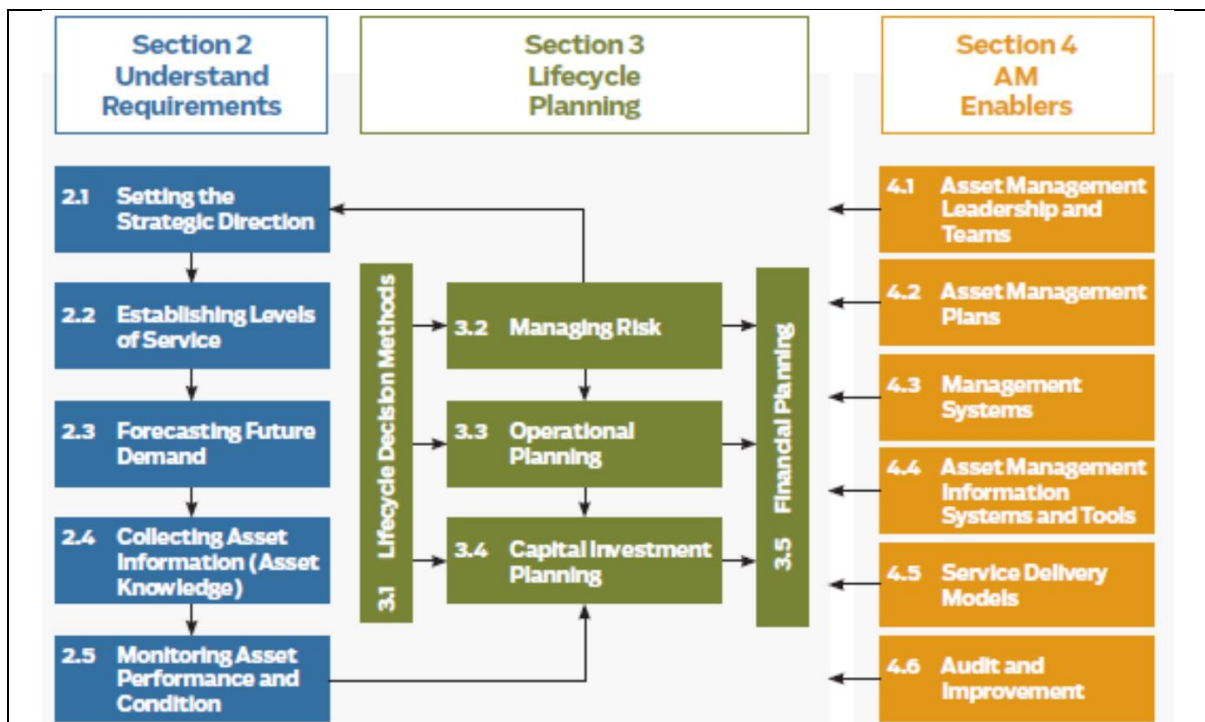 Section 2
Understand
Requirements
Section 3
Lifecycle
Planning
Section 4
AM
Enablers
2.1 Setting the
Strategic Direction
2.2 Establishing Levels
of Service
2.3 Forecasting Future
Demand
2.4 Collecting Asset
Information (Asset
Knowledge)
2.5 Monitoring Asset
Performance and
Condition
3.1 Lifecycle Decision Methods
3.2 Managing Risk
3.3 Operational
Planning
3.4 Capital Investment
Planning
3.5 Financial Planning
4.1 Asset Management
Leadership and
Teams
4.2 Asset Management
Plans
4.3 Management
Systems
4.4 Asset Management
Information
Systems and Tools
4.5 Service Delivery
Models
4.6 Audit and
Improvement